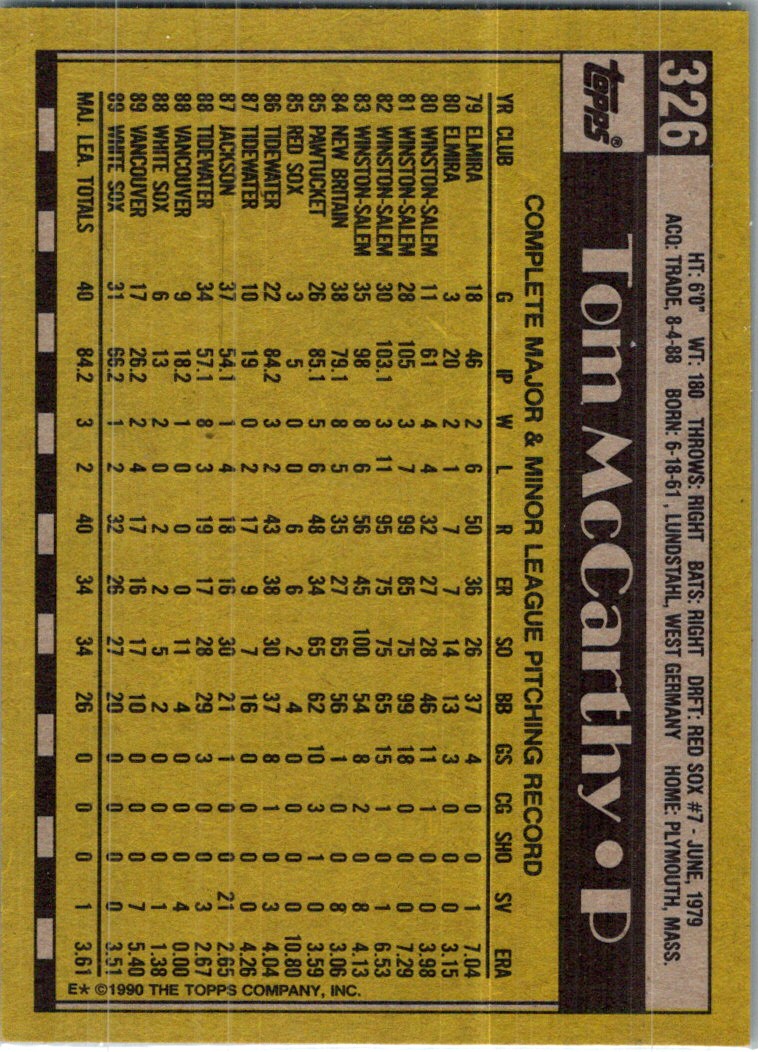 326
HT: 6'0" WT: 180 THROWS: RIGHT BATS: RIGHT DRFT: RED SOX #7 - JUNE, 1979
ACQ: TRADE, 8-4-88 BORN: 6-18-61, LUNDSTAHL, WEST GERMANY HOME: PLYMOUTH, MASS.
topps®
Tom McCarthy • P
COMPLETE MAJOR & MINOR LEAGUE PITCHING RECORD
YR CLUB G IP W L R ER SO BB GS CG SHO SV ERA
79 ELMIRA 18 46 2 6 50 36 26 37 4 0 0 1 7.04
80 ELMIRA 3 20 2 1 7 7 14 13 3 0 0 0 3.15
80 WINSTON-SALEM 11 61 4 4 32 27 28 46 11 1 0 0 3.98
81 WINSTON-SALEM 28 105 3 7 99 85 75 99 18 0 0 0 7.29
82 WINSTON-SALEM 30 103.1 3 11 95 75 75 65 15 1 0 1 6.53
83 WINSTON-SALEM 35 98 8 6 56 45 100 54 8 2 0 8 4.13
84 NEW BRITAIN 38 79.1 8 5 35 27 65 56 1 0 0 8 3.06
85 PAWTUCKET 26 85.1 5 6 48 34 65 62 10 3 1 0 3.59
85 RED SOX 3 5 0 0 6 6 2 4 0 0 0 0 10.80
86 TIDEWATER 22 84.2 3 2 43 38 30 37 8 1 0 3 4.04
87 TIDEWATER 10 19 0 2 17 9 7 16 0 0 0 0 4.26
87 JACKSON 37 54.1 1 4 18 16 30 21 1 0 0 21 2.65
88 TIDEWATER 34 57.1 8 3 19 17 28 29 3 0 0 3 2.67
88 VANCOUVER 9 18.2 1 0 0 0 11 4 0 0 0 4 0.00
88 WHITE SOX 6 13 2 0 2 2 5 2 0 0 0 1 1.38
89 VANCOUVER 17 26.2 2 4 17 16 17 10 0 0 0 7 5.40
89 WHITE SOX 31 66.2 1 2 32 26 27 20 0 0 0 0 3.51
MAJ. LEA. TOTALS 40 84.2 3 2 40 34 34 26 0 0 0 1 3.61
E★ ©1990 THE TOPPS COMPANY, INC.